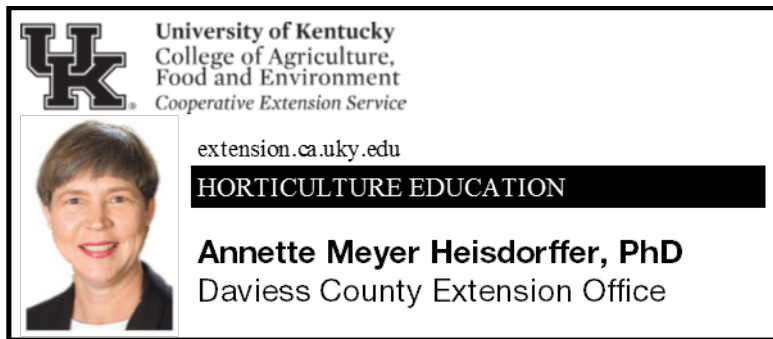 UK
University of Kentucky
College of Agriculture,
Food and Environment
Cooperative Extension Service
extension.ca.uky.edu
HORTICULTURE EDUCATION
Annette Meyer Heisdorffer, PhD
Daviess County Extension Office